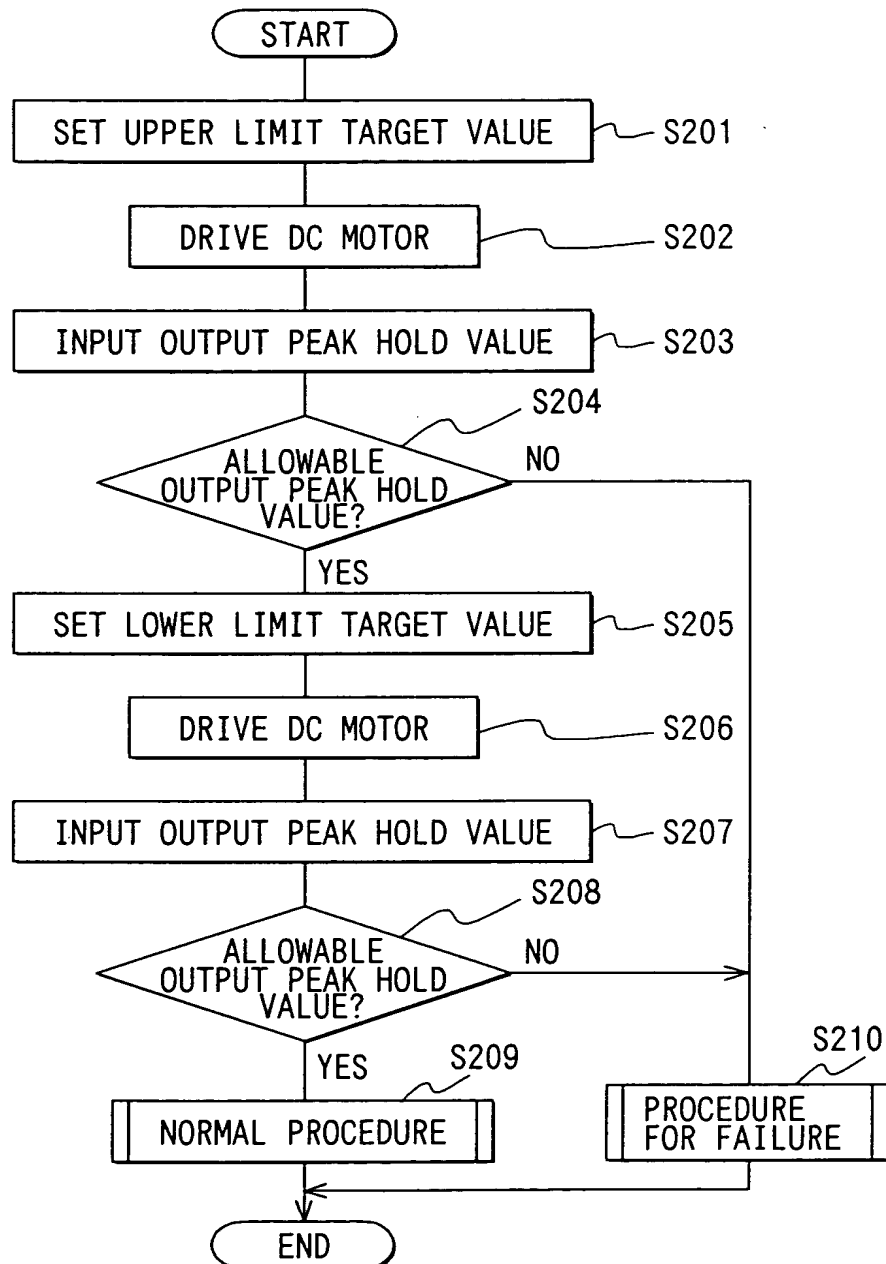 START
SET UPPER LIMIT TARGET VALUE
S201
DRIVE DC MOTOR
S202
INPUT OUTPUT PEAK HOLD VALUE
S203
S204
ALLOWABLE
OUTPUT PEAK HOLD
VALUE?
NO
YES
SET LOWER LIMIT TARGET VALUE
S205
DRIVE DC MOTOR
S206
INPUT OUTPUT PEAK HOLD VALUE
S207
S208
ALLOWABLE
OUTPUT PEAK HOLD
VALUE?
NO
YES
S209
NORMAL PROCEDURE
S210
PROCEDURE
FOR FAILURE
END